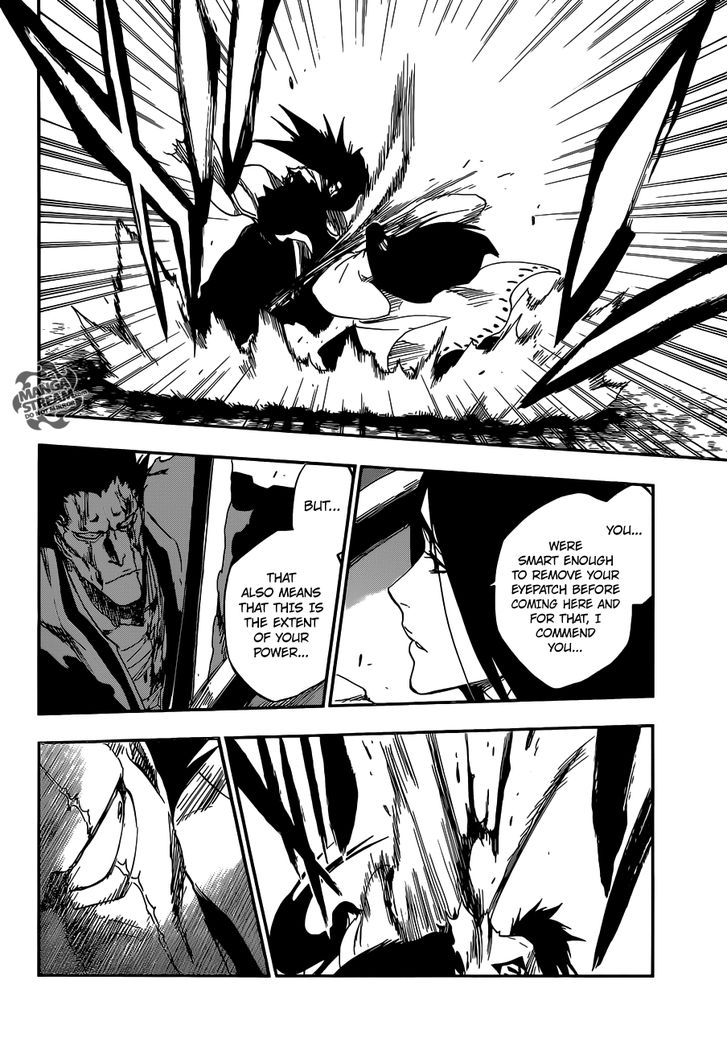 MANGA
STREAM
YOU...
WERE
SMART ENOUGH
TO REMOVE YOUR
EYEPATCH BEFORE
COMING HERE AND
FOR THAT, I
COMMEND
YOU...
BUT...
THAT
ALSO MEANS
THAT THIS IS
THE EXTENT
OF YOUR
POWER...